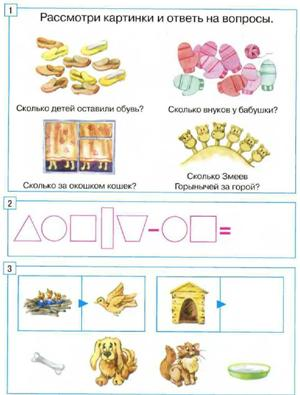 1
Рассмотри картинки и ответь на вопросы.
Сколько детей оставили обувь?
Сколько внуков у бабушки?
Сколько за окошком кошек?
Сколько Змеев
Горынычей за горой?
2
3